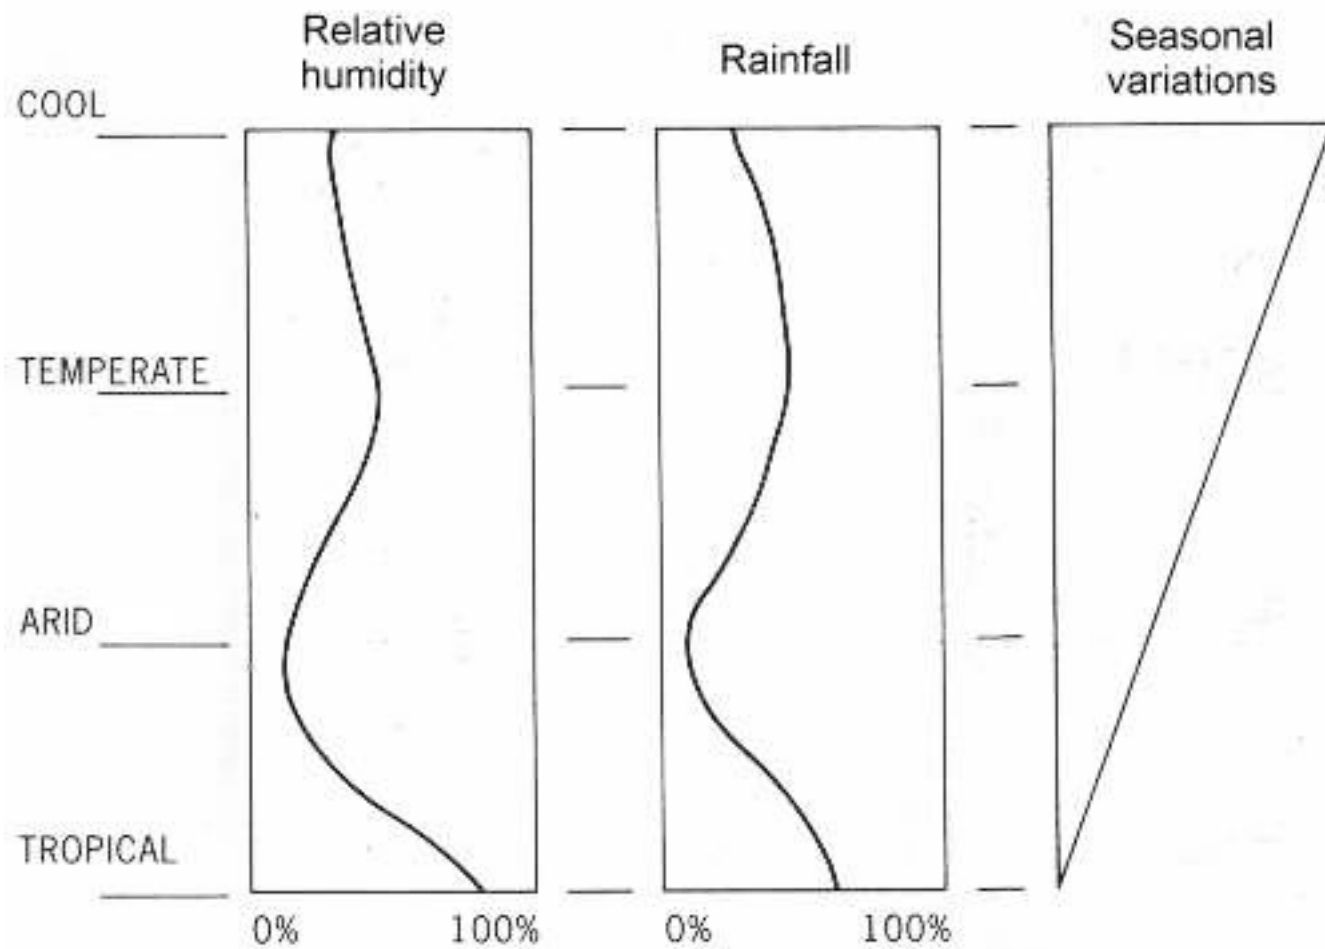 Relative
humidity
Rainfall
Seasonal
variations
COOL
TEMPERATE
ARID
TROPICAL
0% 100% 0% 100%